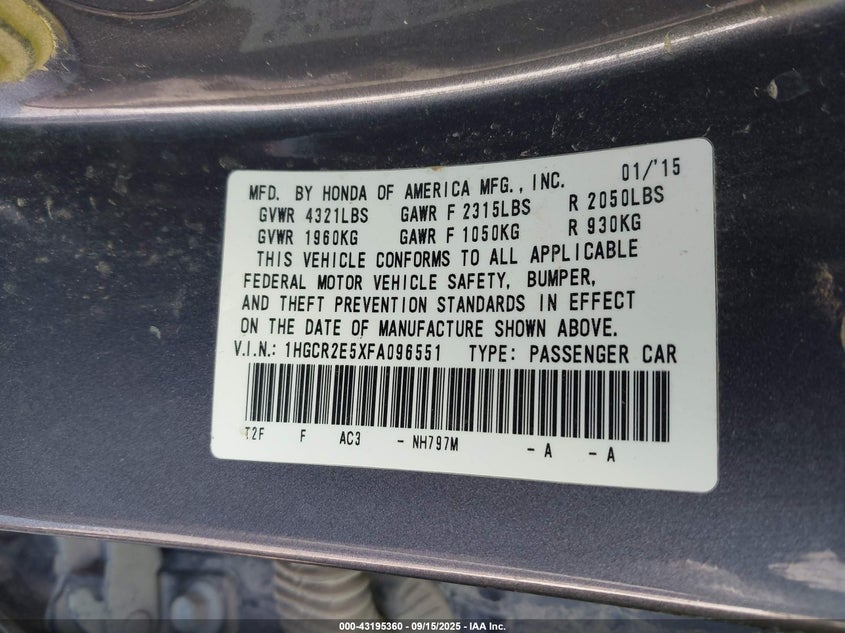 MFD. BY HONDA OF AMERICA MFG., INC. 01/'15
GVWR 4321LBS GAWR F 2315LBS R 2050LBS
GVWR 1960KG GAWR F 1050KG R 930KG
THIS VEHICLE CONFORMS TO ALL APPLICABLE
FEDERAL MOTOR VEHICLE SAFETY, BUMPER,
AND THEFT PREVENTION STANDARDS IN EFFECT
ON THE DATE OF MANUFACTURE SHOWN ABOVE.
V.I.N.: 1HGCR2E5XFA096551 TYPE: PASSENGER CAR
T2F F AC3 - NH797M - A - A
000-43195360 - 09/15/2025 - IAA Inc.